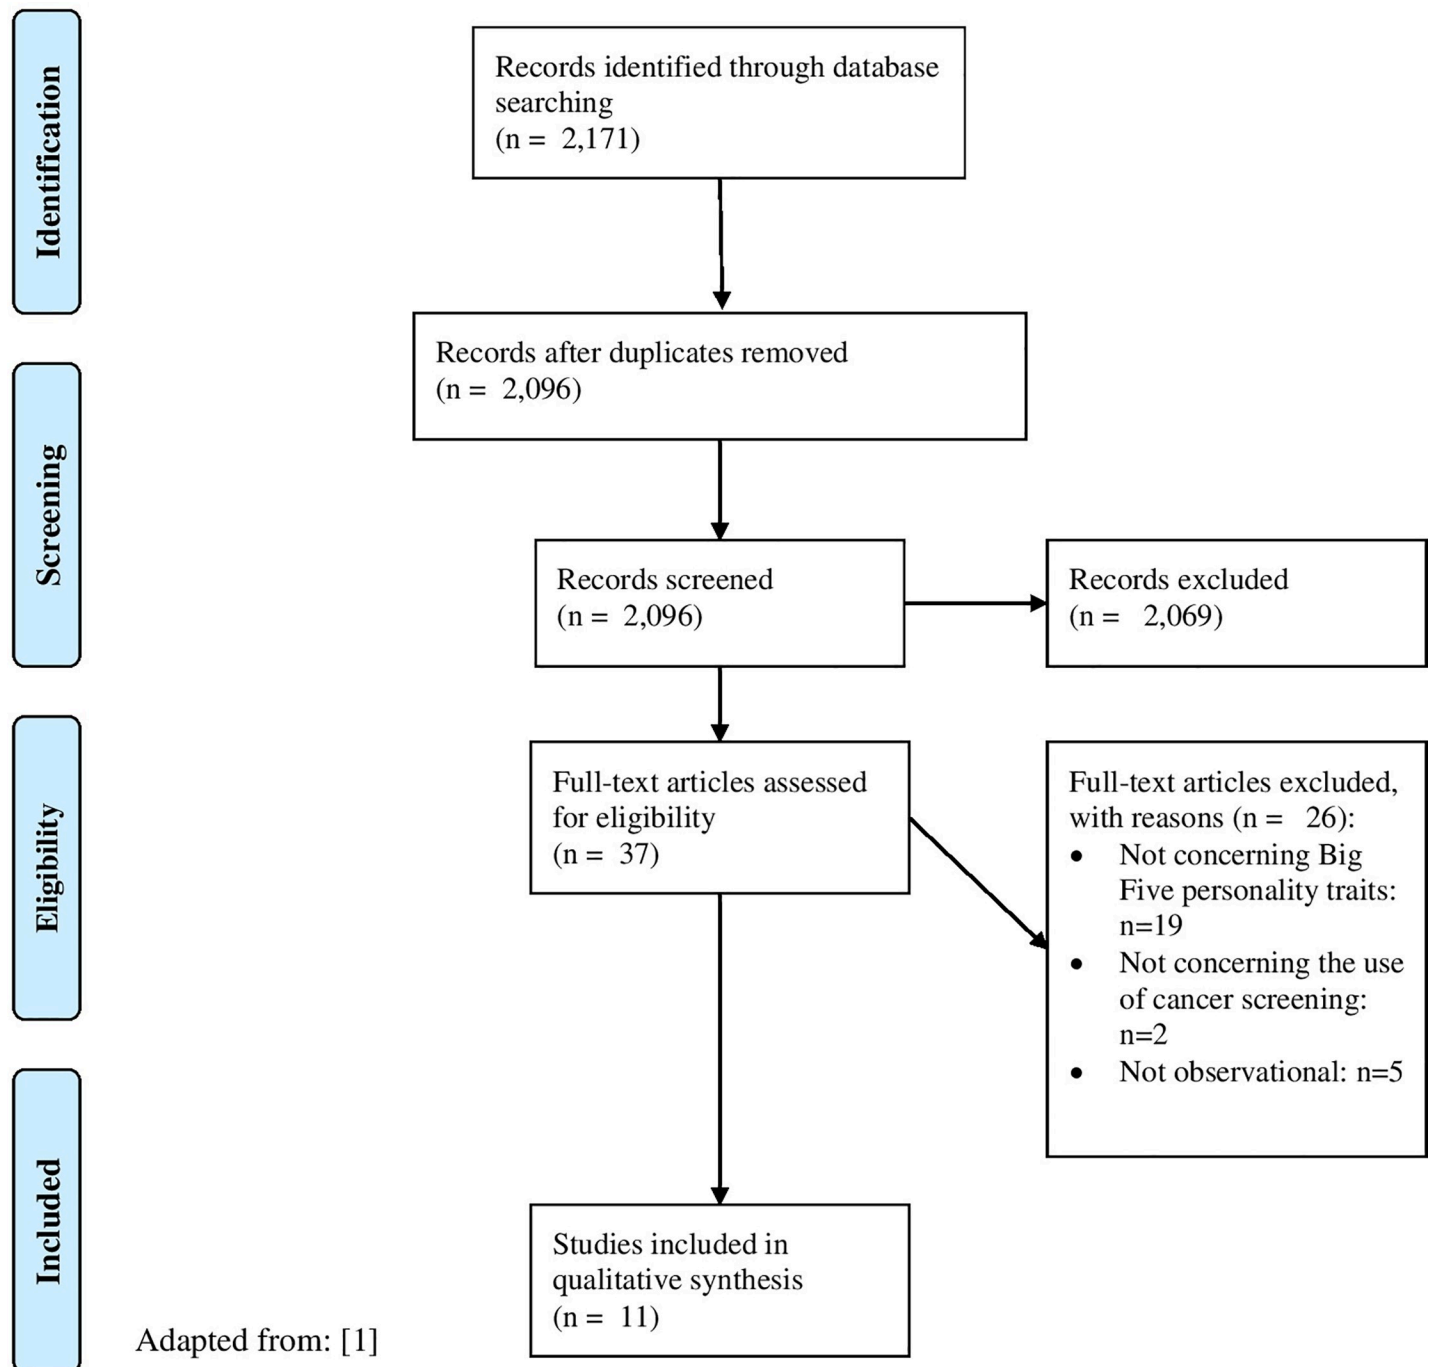 Identification
Records identified through database
searching
(n = 2,171)
Records after duplicates removed
(n = 2,096)
Screening
Records screened
(n = 2,096)
Records excluded
(n = 2,069)
Eligibility
Full-text articles assessed
for eligibility
(n = 37)
Full-text articles excluded,
with reasons (n = 26):
• Not concerning Big
Five personality traits:
n=19
• Not concerning the use
of cancer screening:
n=2
• Not observational: n=5
Included
Studies included in
qualitative synthesis
(n = 11)
Adapted from: [1]